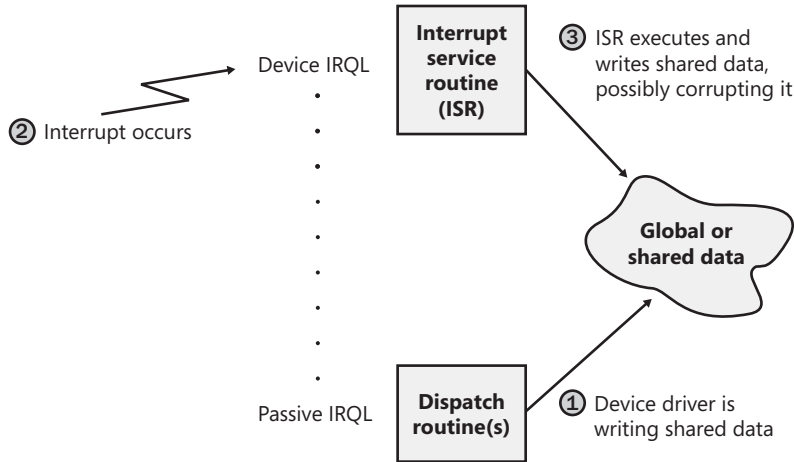 Device IRQL
Interrupt
service
routine
(ISR)
3 ISR executes and
writes shared data,
possibly corrupting it
2 Interrupt occurs
Global or
shared data
Passive IRQL
Dispatch
routine(s)
1 Device driver is
writing shared data